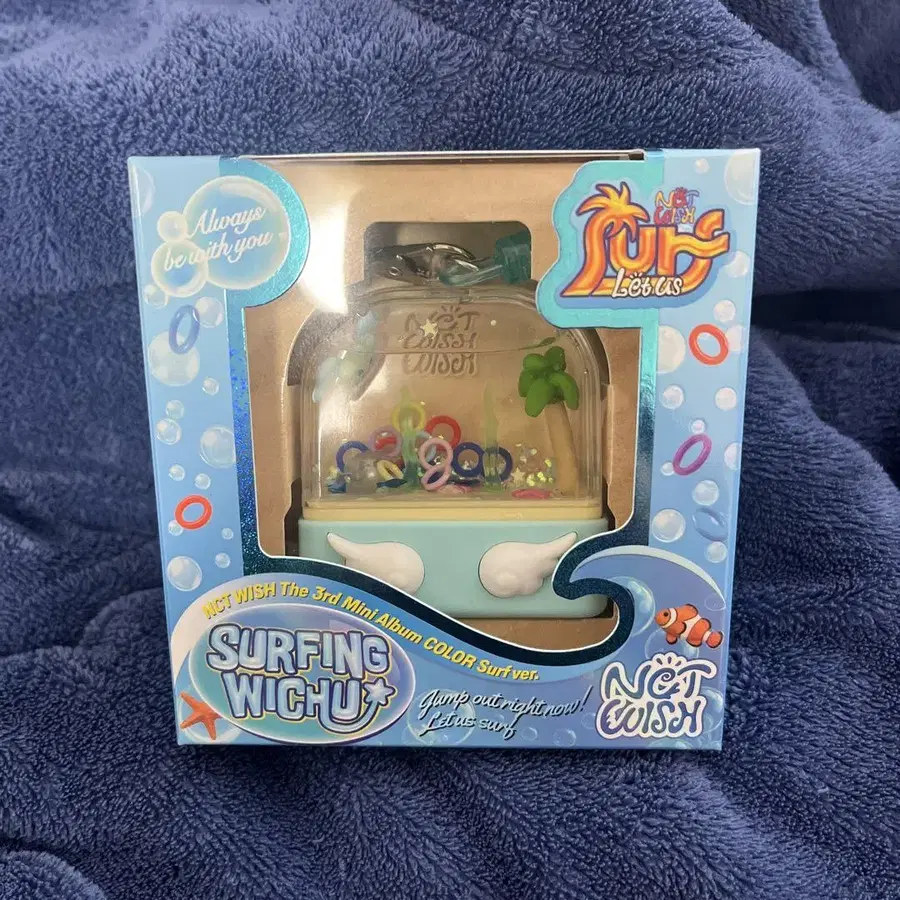 Always
be with you
NCT
WISH
Surf
Let us
NCT
WISH
WISH
NCT WISH The 3rd Mini Album COLOR Surf ver.
SURFING
WICHU
Jump out right now!
Let us surf
NCT
WISH